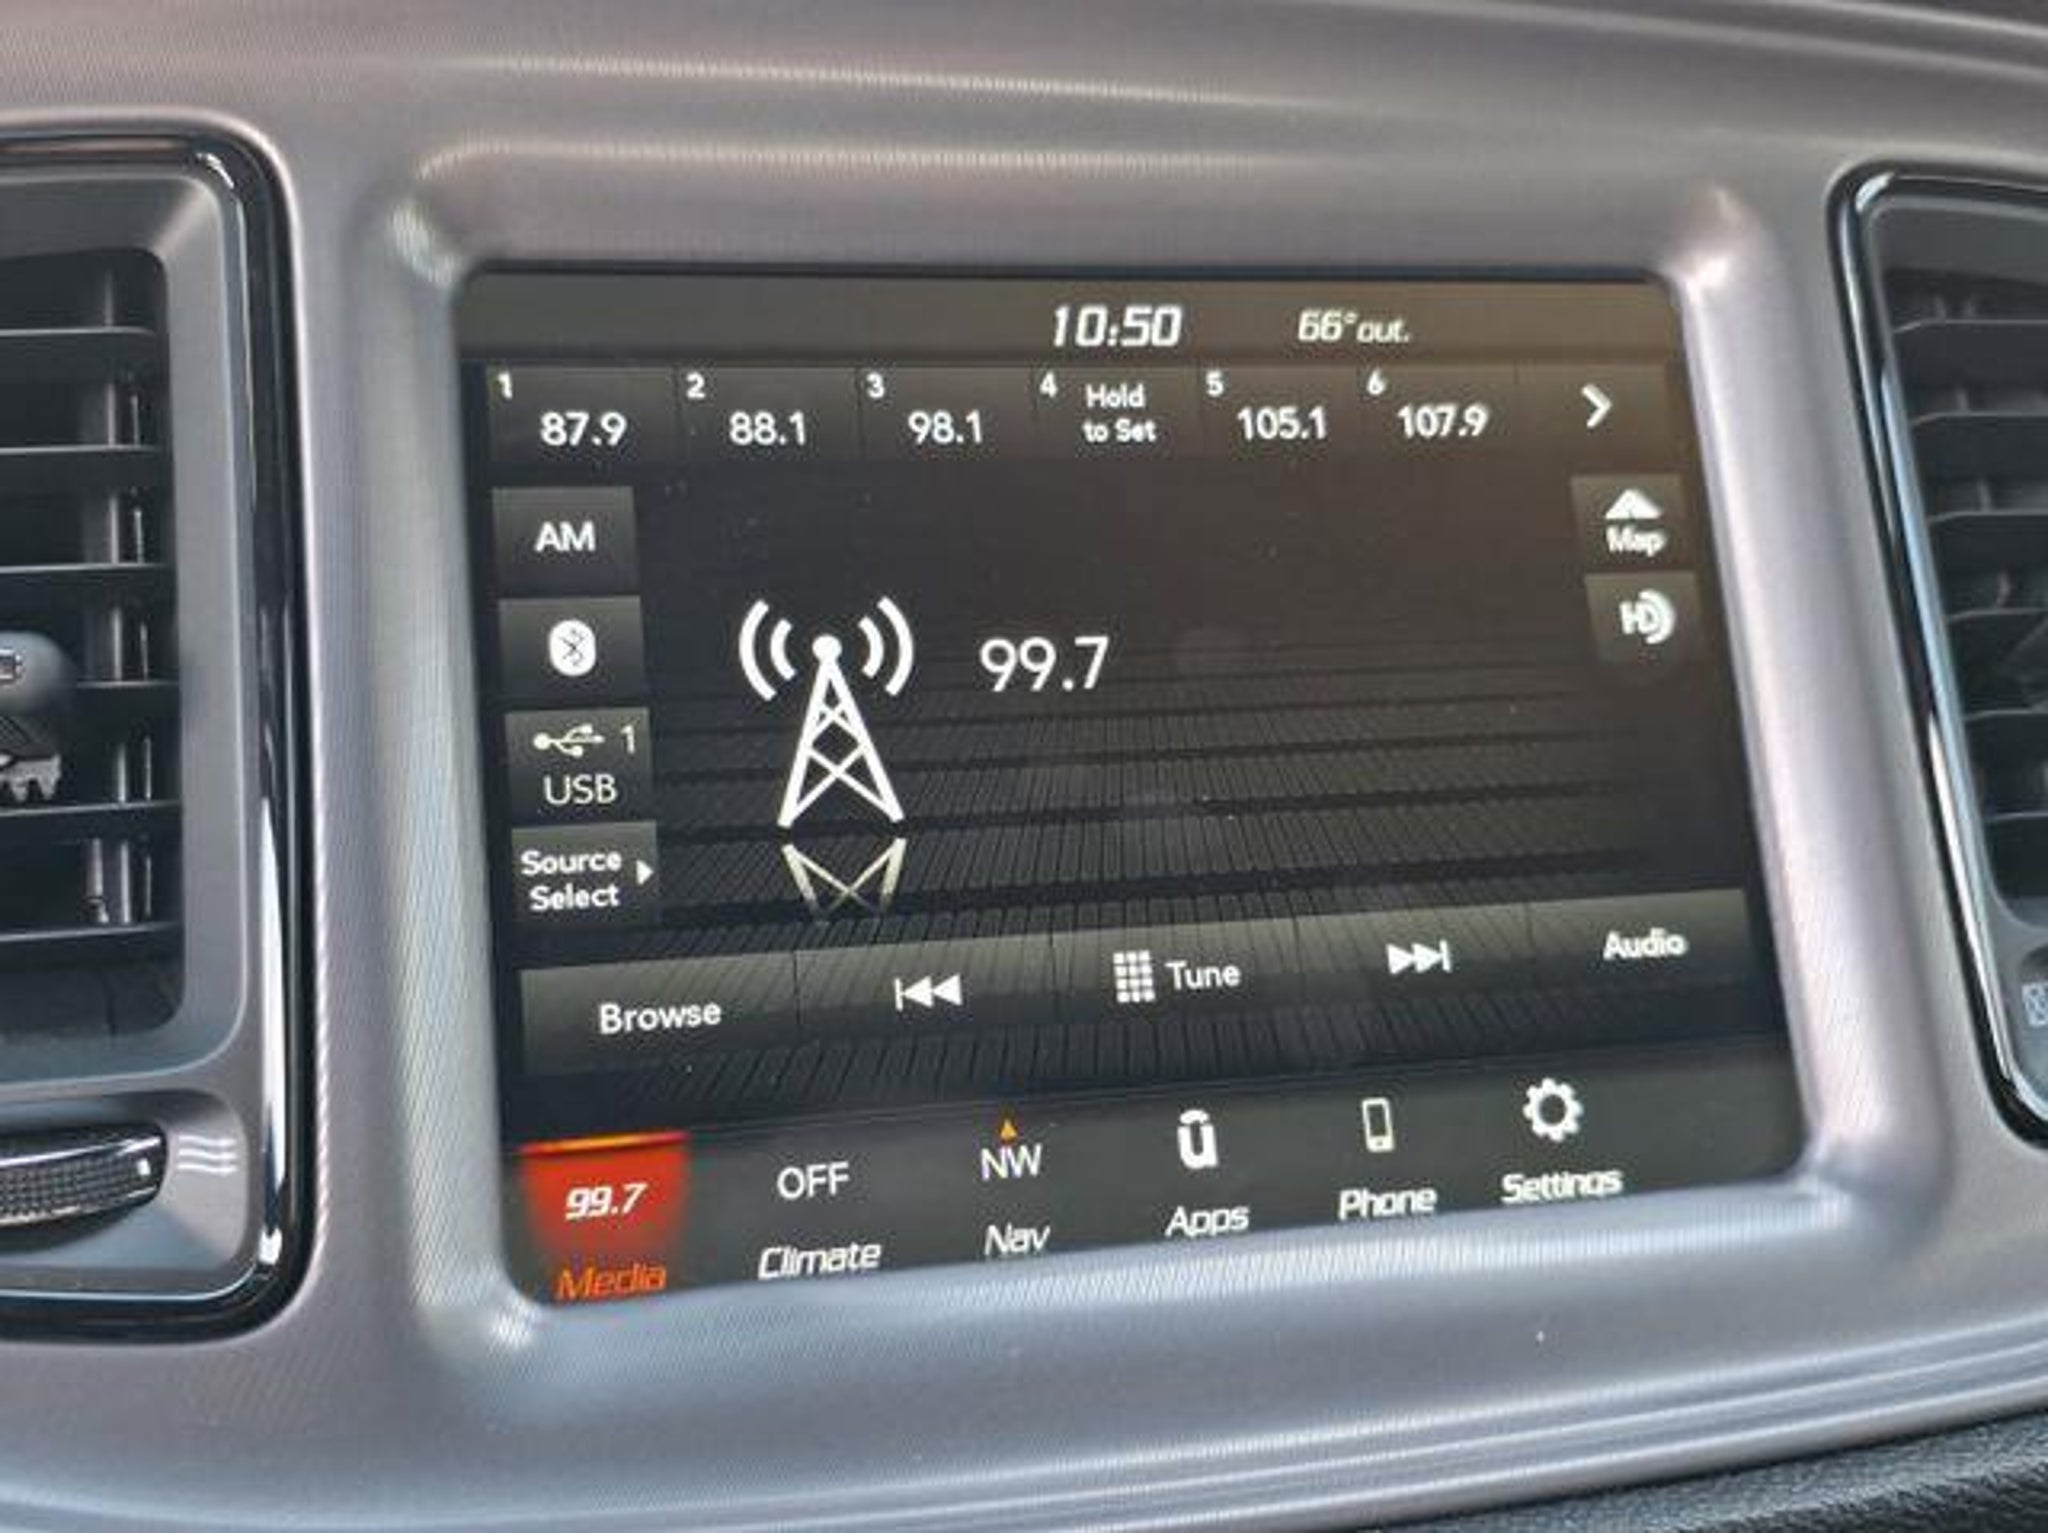 10:50 66° out.
1 2 3 4 Hold 5 6
87.9 88.1 98.1 to Set 105.1 107.9
AM
Map
HD
99.7
1
USB
Source
Select
Browse Tune Audio
99.7 OFF NW ū
Media Climate Nav Apps Phone Settings